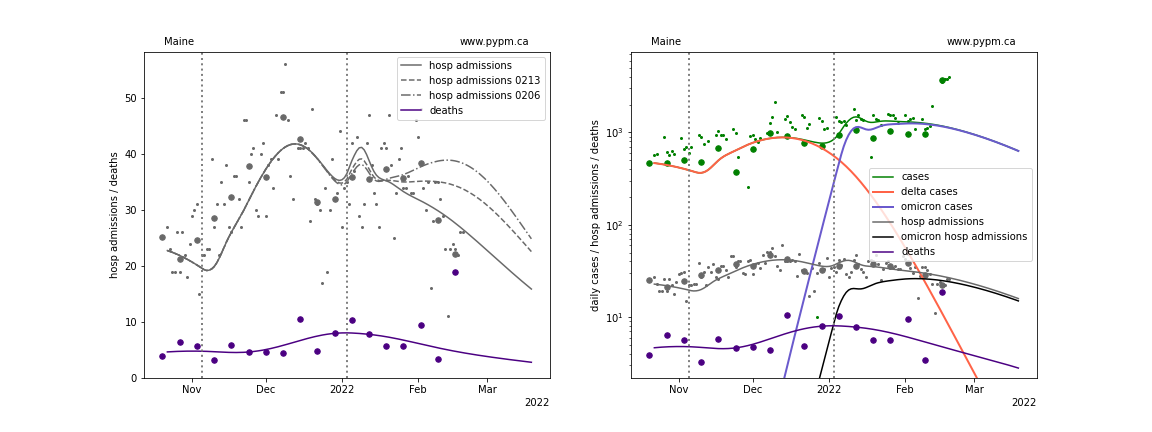 Maine www.pypm.ca
hosp admissions / deaths
50
40
30
20
10
0
Nov Dec 2022 Feb Mar
2022
hosp admissions
hosp admissions 0213
hosp admissions 0206
deaths
Maine www.pypm.ca
daily cases / hosp admissions / deaths
10³
10²
10¹
Nov Dec 2022 Feb Mar
2022
cases
delta cases
omicron cases
hosp admissions
omicron hosp admissions
deaths